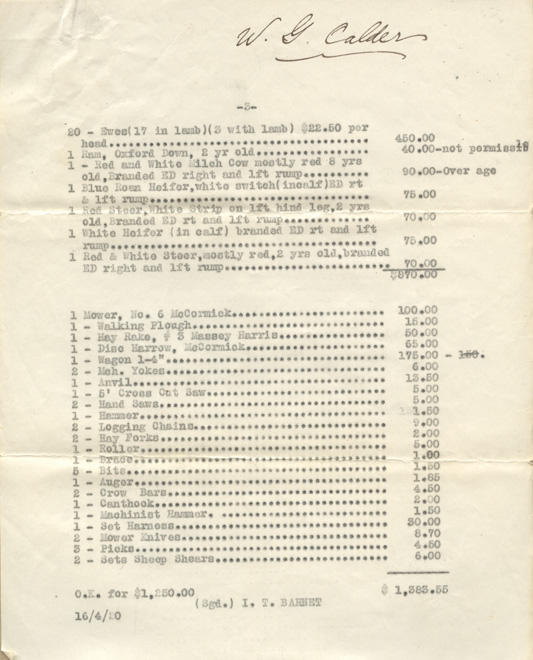 W. G. Calder
-3-
20 - Ewes(17 in lamb)(3 with lamb) $22.50 per
head........................................ 450.00
1 Ram, Oxford Down, 2 yr old................ 40.00-not permissi
1 - Red and White Milch Cow mostly red 8 yrs
old,Branded ED right and lft rump........... 90.00-Over age
1 Blue Roan Heifor,white switch(incalf)ED rt
& lft rump.................................. 75.00
1 Red Steer,White Strip on lft hind leg,2 yrs
old,Branded ED rt and lft rump.............. 70.00
1 White Heifer (in calf) branded ED rt and lft
rump........................................ 75.00
1 Red & White Steer,mostly red,2 yrs old,branded
ED right and lft rump....................... 70.00
$870.00
1 Mower, No. 6 McCormick.................... 100.00
1 - Walking Plough.......................... 15.00
1 - Hay Rake, # 3 Massey Harris............. 50.00
1 - Disc Harrow, McCormick.................. 65.00
1 - Wagon 1-4".............................. 175.00 - 150.
2 - Mch. Yokes.............................. 6.00
1 - Anvil................................... 13.50
1 - 5' Cross Cut Saw........................ 5.00
2 - Hand Saws............................... 5.00
1 - Hammer.................................. 1.50
2 - Logging Chains.......................... 9.00
2 - Hay Forks............................... 2.00
1 - Roller.................................. 5.00
1 - Brace................................... 1.00
5 - Bits.................................... 1.50
1 - Auger................................... 1.85
2 - Crow Bars............................... 4.50
1 - Canthook................................ 2.00
1 - Machinist Hammer. ...................... 1.50
1 - Set Harness............................. 30.00
2 - Mower Knives............................ 8.70
3 - Picks................................... 4.50
2 - Sets Sheep Shears....................... 6.00
$ 1,383.55
O.K. for $1,250.00
(Sgd.) I. T. BARNET
16/4/20